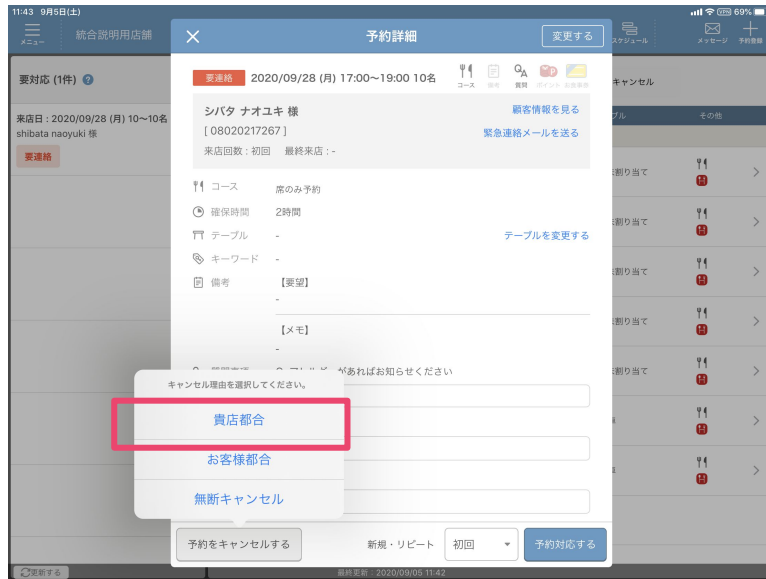 11:43 9月5日(土)
VPN 69%
メニュー
統合説明用店舗
予約詳細
変更する
スケジュール
メッセージ
予約登録
要対応 (1件) ?
来店日 : 2020/09/28 (月) 10〜10名
shibata naoyuki 様
要連絡
要連絡 2020/09/28 (月) 17:00〜19:00 10名
コース
備考
QA
質問
P
ポイント
お食事券
シバタ ナオユキ 様
[ 08020217267 ]
来店回数 : 初回 最終来店 : -
顧客情報を見る
緊急連絡メールを送る
コース 席のみ予約
確保時間 2時間
テーブル -
テーブルを変更する
キーワード -
備考 【要望】
-
【メモ】
-
があればお知らせください
キャンセル理由を選択してください。
貴店都合
お客様都合
無断キャンセル
予約をキャンセルする
新規・リピート
初回
予約対応する
キャンセル
ブル
その他
割り当て
割り当て
割り当て
割り当て
割り当て
更新する
最終更新 : 2020/09/05 11:42